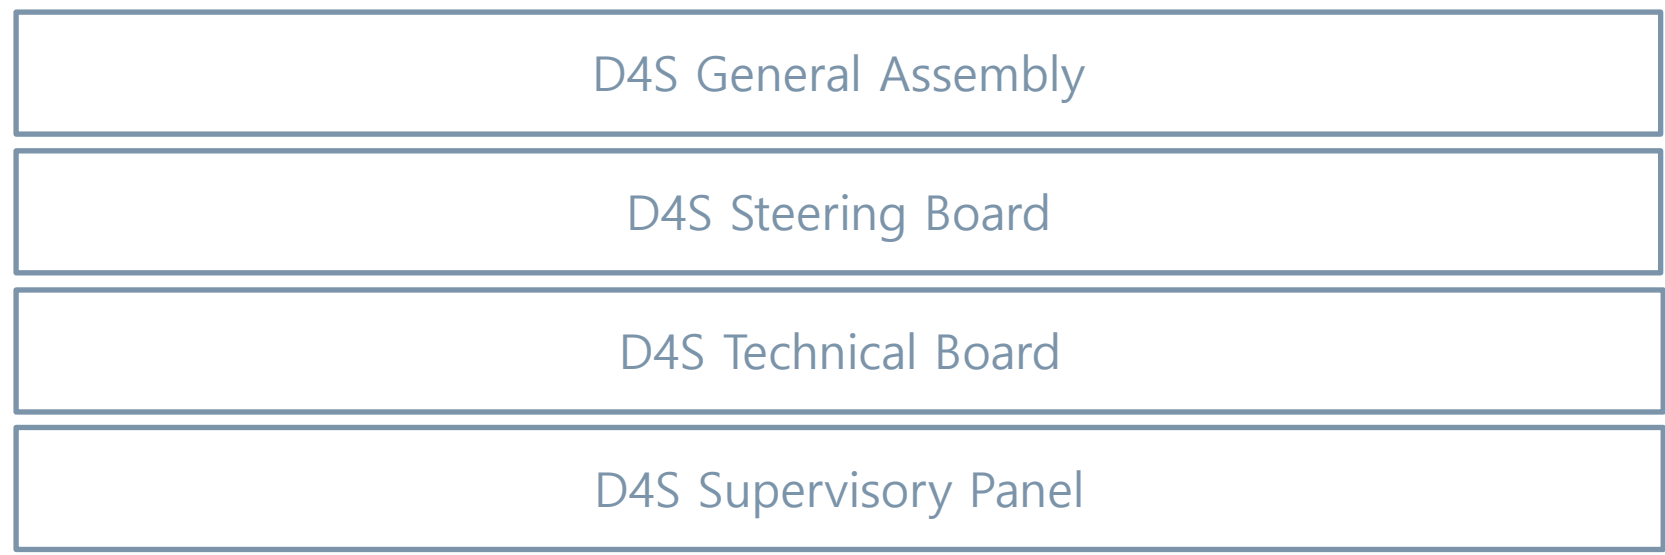 D4S General Assembly
D4S Steering Board
D4S Technical Board
D4S Supervisory Panel